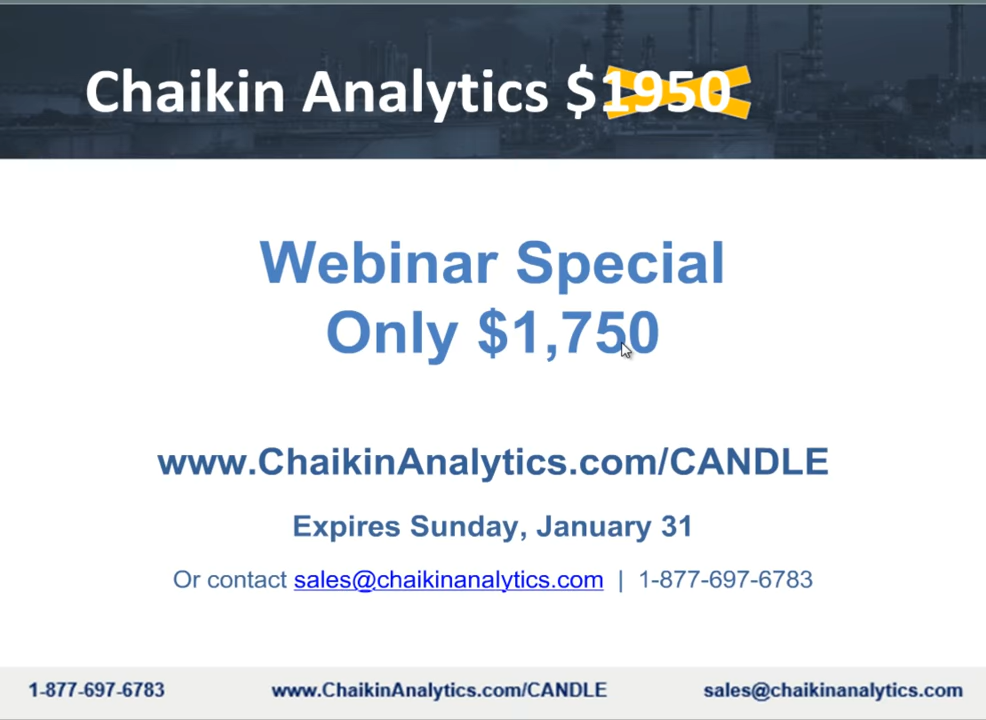 Chaikin Analytics $1950
Webinar Special
Only $1,750
www.ChaikinAnalytics.com/CANDLE
Expires Sunday, January 31
Or contact sales@chaikinanalytics.com | 1-877-697-6783
1-877-697-6783 www.ChaikinAnalytics.com/CANDLE sales@chaikinanalytics.com